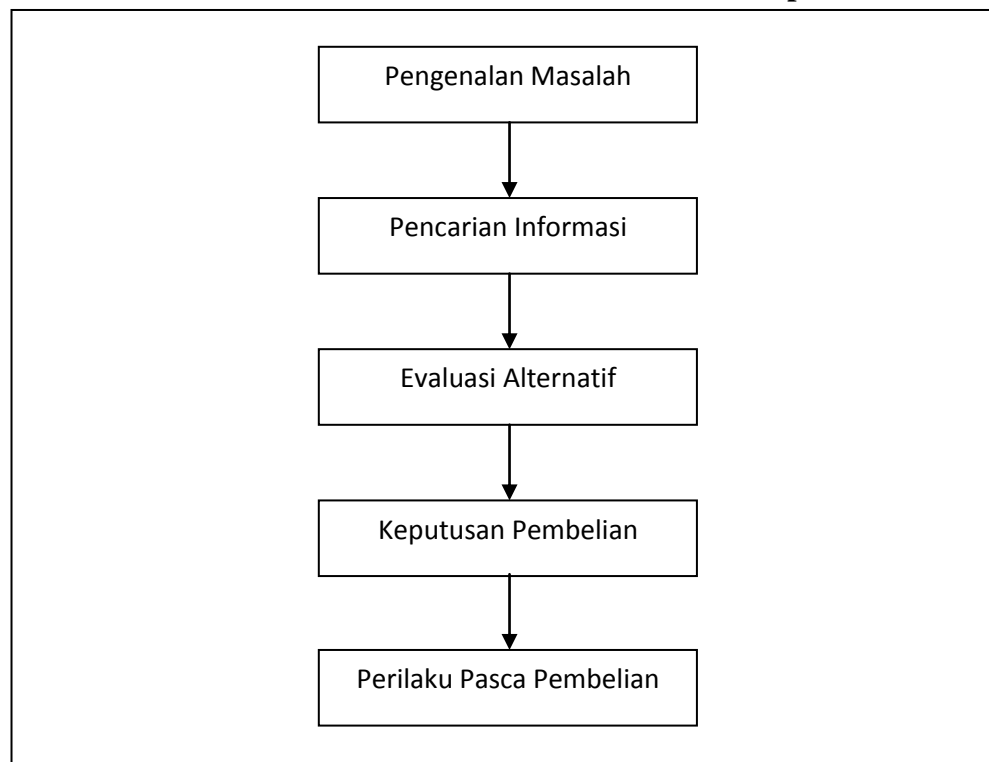 Pengenalan Masalah
Pencarian Informasi
Evaluasi Alternatif
Keputusan Pembelian
Perilaku Pasca Pembelian